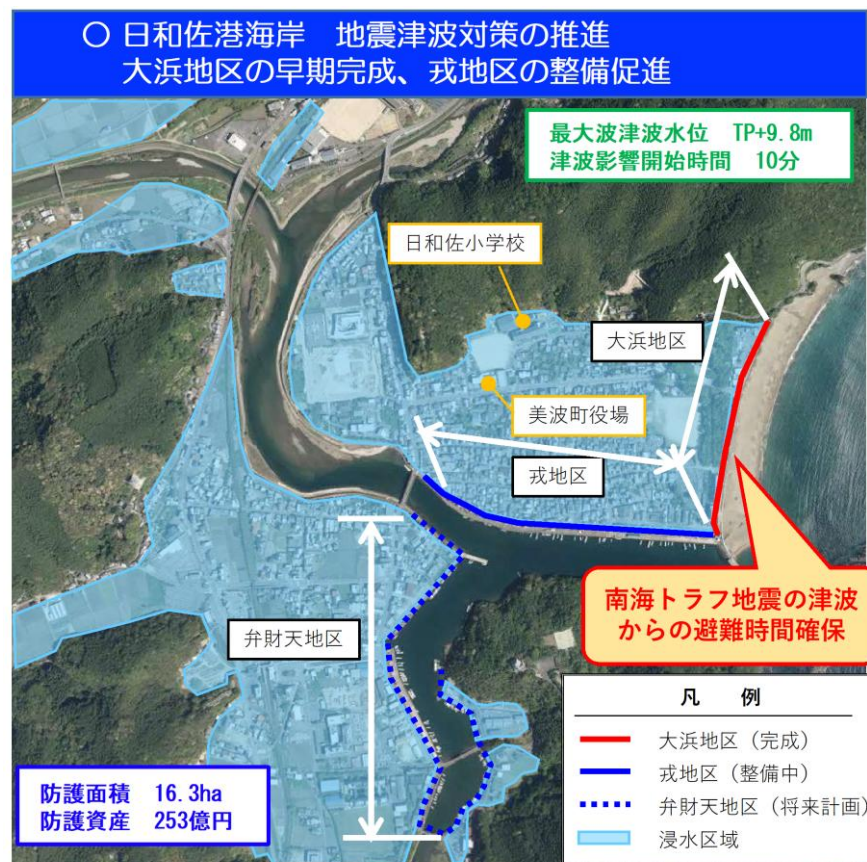 ○ 日和佐港海岸 地震津波対策の推進
大浜地区の早期完成、戎地区の整備促進
最大波津波水位 TP+9.8m
津波影響開始時間 10分
日和佐小学校
大浜地区
美波町役場
戎地区
弁財天地区
南海トラフ地震の津波
からの避難時間確保
防護面積 16.3ha
防護資産 253億円
凡 例
大浜地区（完成）
戎地区（整備中）
弁財天地区（将来計画）
浸水区域